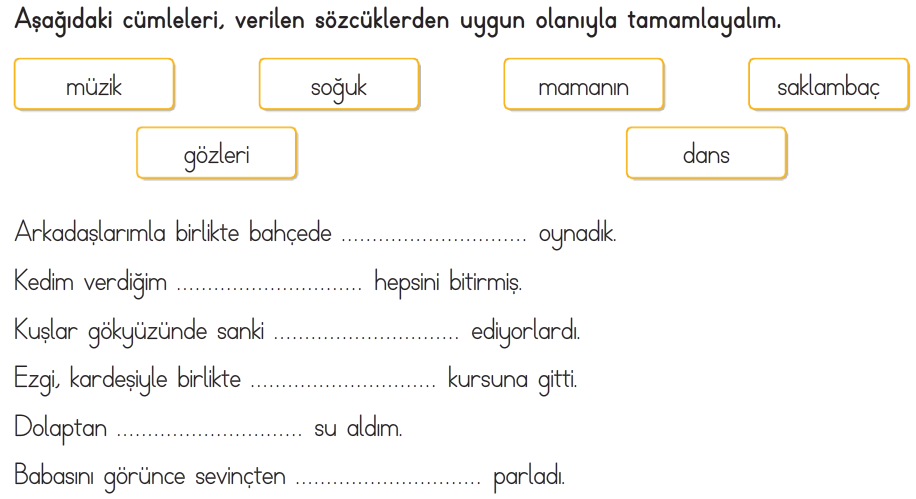 Aşağıdaki cümleleri, verilen sözcüklerden uygun olanıyla tamamlayalım.
müzik soğuk mamanın saklambaç
gözleri dans
Arkadaşlarımla birlikte bahçede .............................. oynadık.
Kedim verdiğim .............................. hepsini bitirmiş.
Kuşlar gökyüzünde sanki .............................. ediyorlardı.
Ezgi, kardeşiyle birlikte .............................. kursuna gitti.
Dolaptan .............................. su aldım.
Babasını görünce sevinçten .............................. parladı.